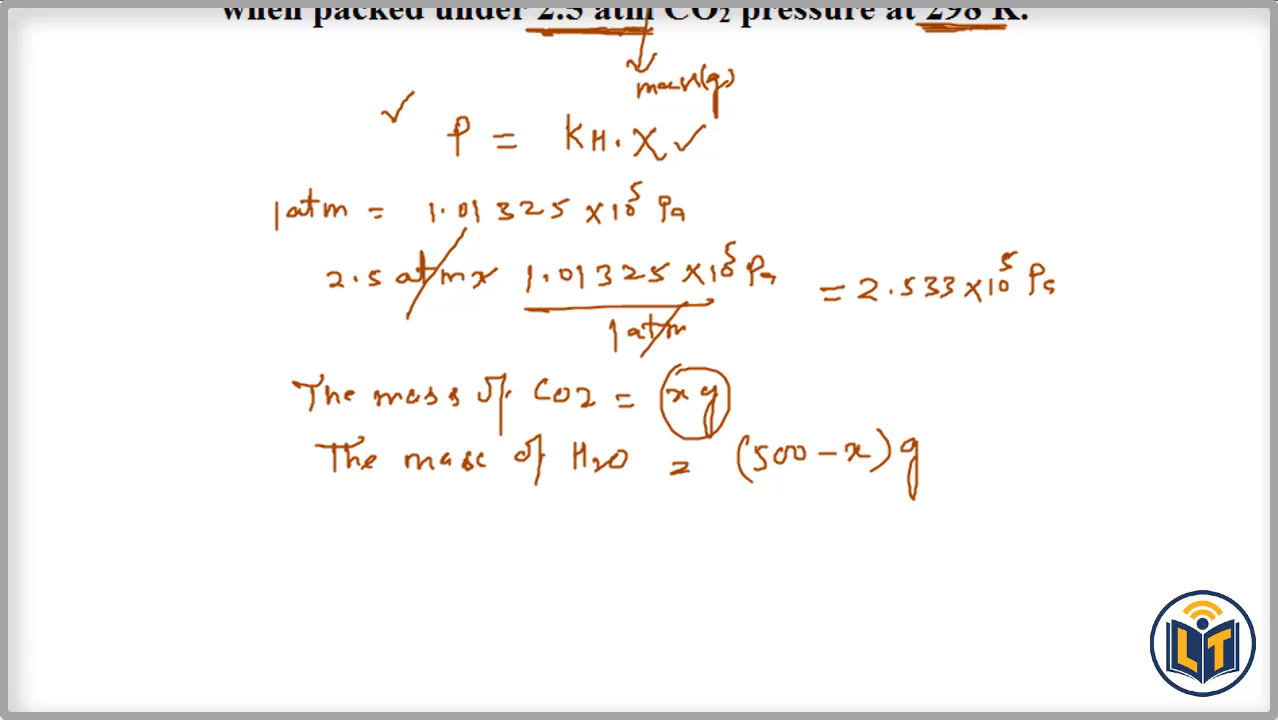 when packed under 2.5 atm CO₂ pressure at 298 K.
mass(g)
✓ P = KH. X ✓
1 atm = 1.01325 × 10⁵ Pa
2.5 atm × 1.01325 × 10⁵ Pa = 2.533 × 10⁵ Pa
1 atm
The mass of CO2 = x g
The mass of H2O = (500 - x) g
LT